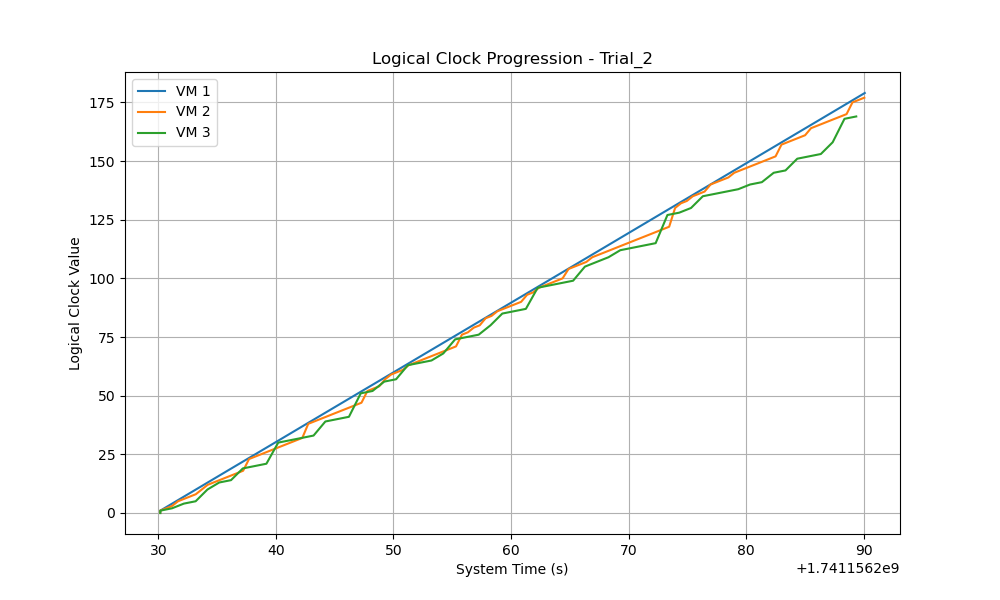 Logical Clock Progression - Trial_2
VM 1
VM 2
VM 3
Logical Clock Value
175
150
125
100
75
50
25
0
30 40 50 60 70 80 90
System Time (s)
+1.7411562e9